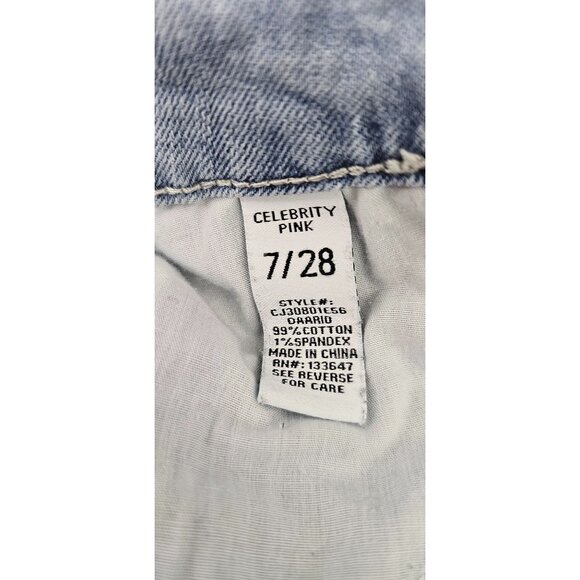 CELEBRITY
PINK
7/28
STYLE#:
CJ30801E56
DAARIO
99%COTTON
1%SPANDEX
MADE IN CHINA
RN#: 133647
SEE REVERSE
FOR CARE